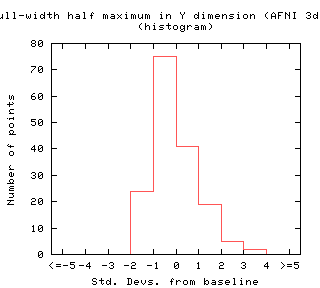 ull-width half maximum in Y dimension (AFNI 3d
(histogram)
80
70
60
50
40
30
20
10
0
Number of points
<=-5 -4 -3 -2 -1 0 1 2 3 4 >=5
Std. Devs. from baseline